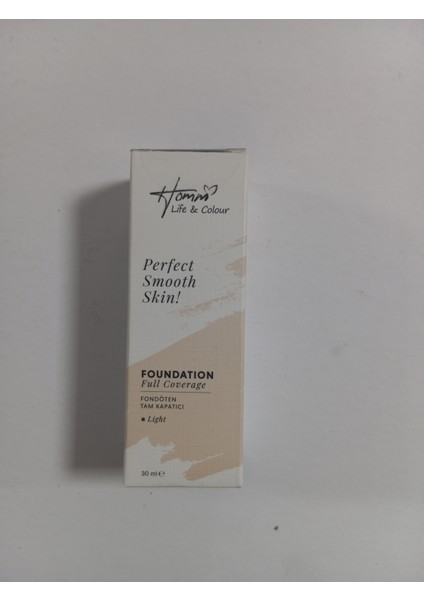 Homm
Life & Colour
Perfect
Smooth
Skin!
FOUNDATION
Full Coverage
FONDÖTEN
TAM KAPATICI
• Light
30 ml ℮